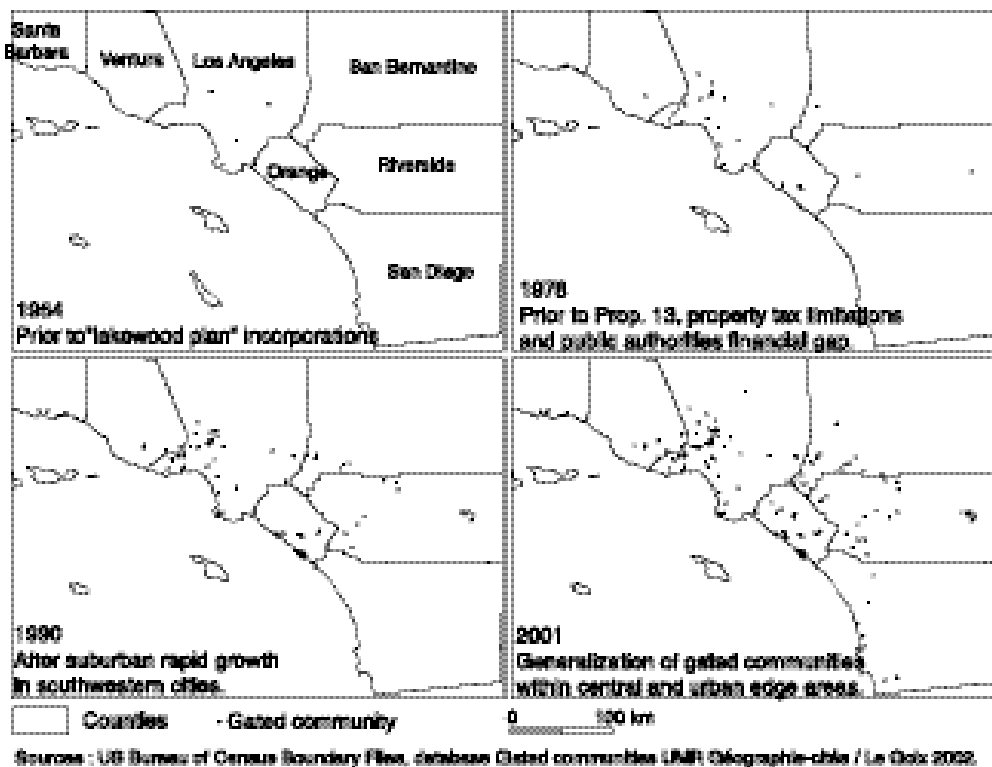 Santa
Barbara
Ventura
Los Angeles
San Bernantine
Orange
Riverside
San Diego
1954
Prior to "lakewood plan" incorporations
1978
Prior to Prop. 13, property tax limitations
and public authorities financial gap.
1990
After suburban rapid growth
in southwestern cities.
2001
Generalization of gated communities
within central and urban edge areas.
Counties
Gated community
0 100 km
Sources : US Bureau of Census Boundary Files, database Gated communities UMR Géographie-cités / Le Goix 2002.